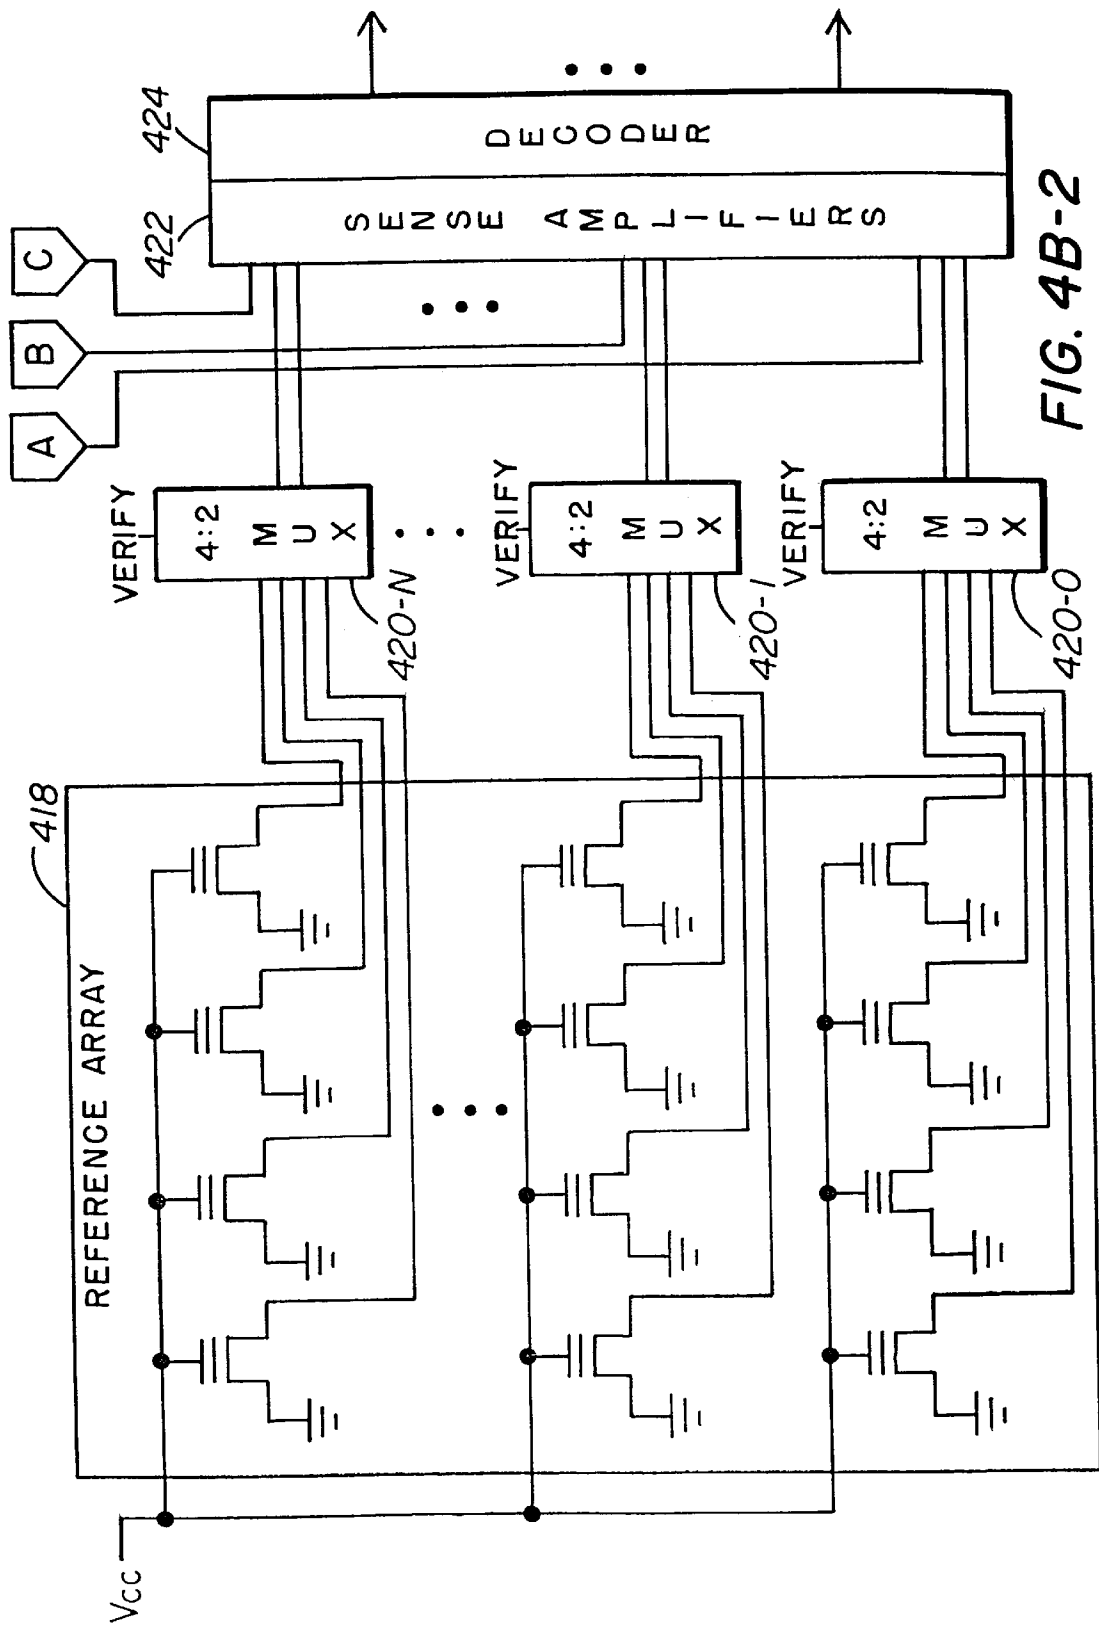 VCC
REFERENCE ARRAY
418
VERIFY
4:2
MUX
420-N
VERIFY
4:2
MUX
420-1
VERIFY
4:2
MUX
420-0
A
B
C
422
424
SENSE AMPLIFIERS
DECODER
FIG. 4B-2